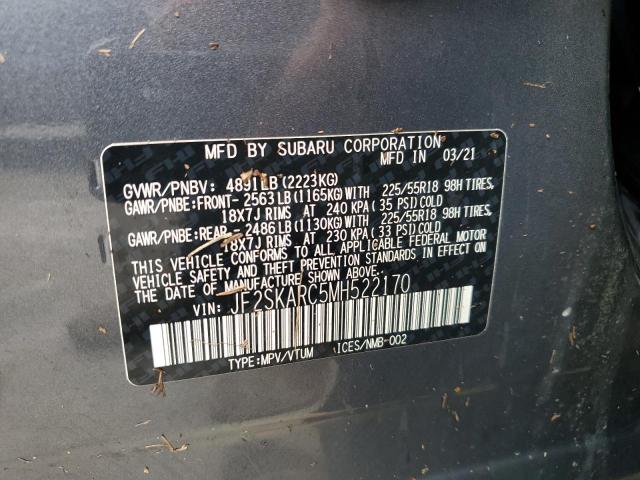 MFD BY SUBARU CORPORATION
MFD. IN 03/21
GVWR/PNBV: 4891LB(2223KG)
GAWR/PNBE:FRONT- 2563LB(1165KG)WITH 225/55R18 98H TIRES,
18x7J RIMS AT 240 KPA(35 PSI)COLD
GAWR/PNBE:REAR- 2486LB(1130KG)WITH 225/55R18 98H TIRES,
18x7J RIMS AT 230 KPA(33 PSI)COLD
THIS VEHICLE CONFORMS TO ALL APPLICABLE FEDERAL MOTOR
VEHICLE SAFETY AND THEFT PREVENTION STANDARDS IN EFFECT ON
THE DATE OF MANUFACTURE SHOWN ABOVE.
VIN: JF2SKARC5MH522170
TYPE:MPV/VTUM ICES/NMB-002